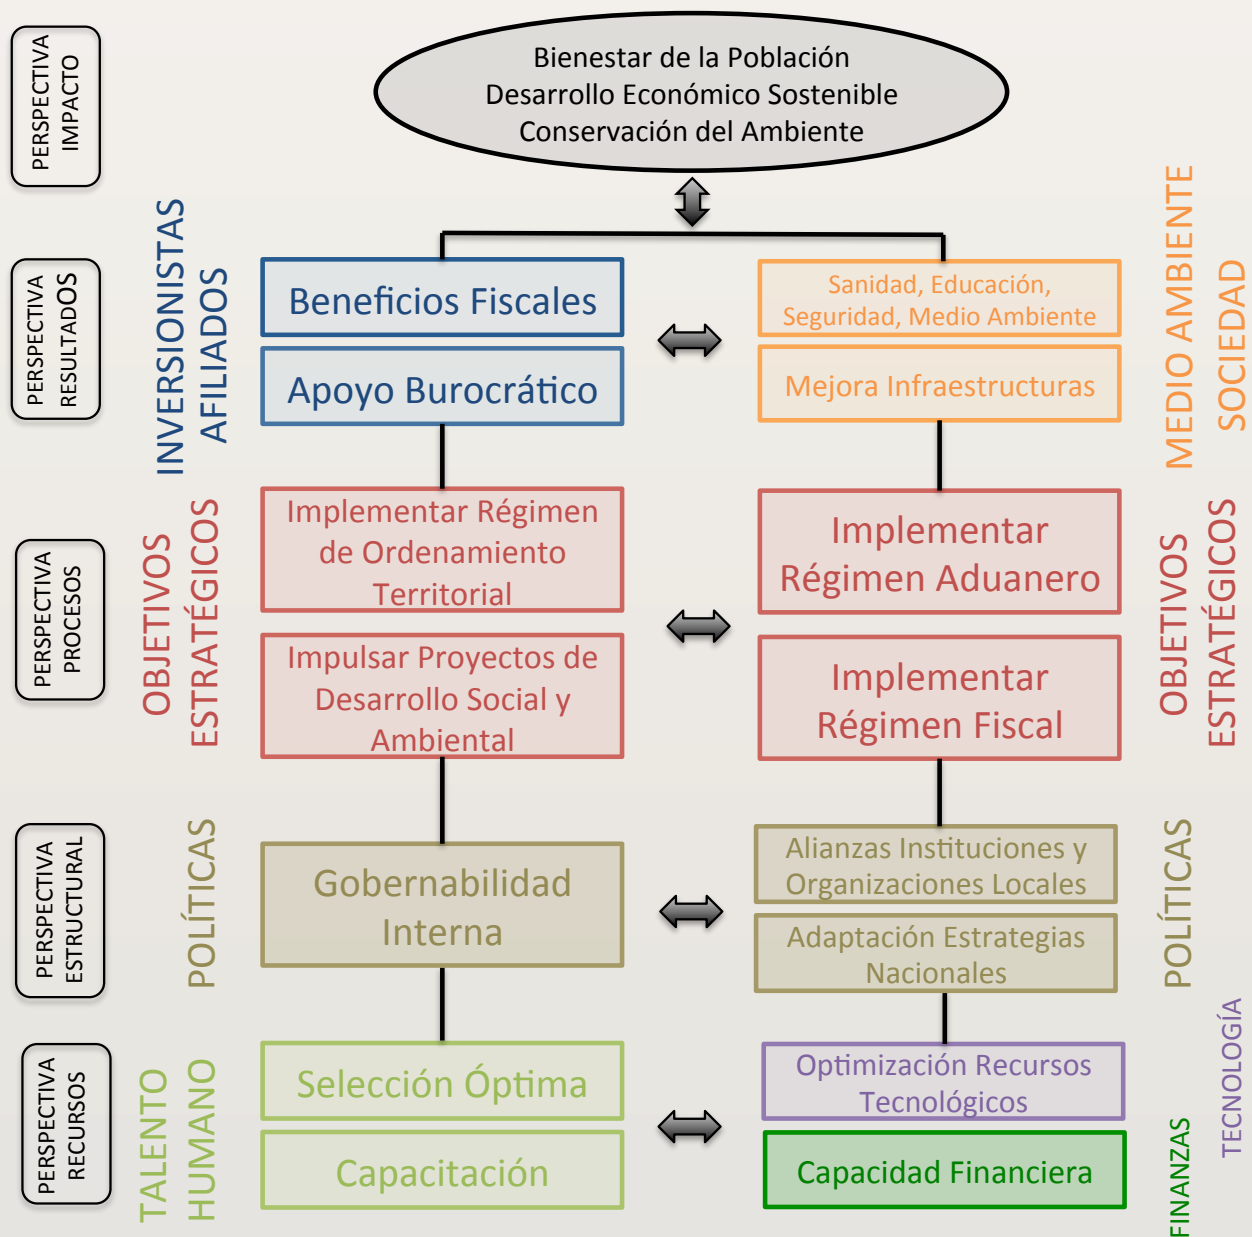 PERSPECTIVA
IMPACTO
Bienestar de la Población
Desarrollo Económico Sostenible
Conservación del Ambiente
PERSPECTIVA
RESULTADOS
INVERSIONISTAS
AFILIADOS
Beneficios Fiscales
Apoyo Burocrático
Sanidad, Educación,
Seguridad, Medio Ambiente
Mejora Infraestructuras
MEDIO AMBIENTE
SOCIEDAD
PERSPECTIVA
PROCESOS
OBJETIVOS
ESTRATÉGICOS
Implementar Régimen
de Ordenamiento
Territorial
Impulsar Proyectos de
Desarrollo Social y
Ambiental
Implementar
Régimen Aduanero
Implementar
Régimen Fiscal
OBJETIVOS
ESTRATÉGICOS
PERSPECTIVA
ESTRUCTURAL
POLÍTICAS
Gobernabilidad
Interna
Alianzas Instituciones y
Organizaciones Locales
Adaptación Estrategias
Nacionales
POLÍTICAS
PERSPECTIVA
RECURSOS
TALENTO
HUMANO
Selección Óptima
Capacitación
Optimización Recursos
Tecnológicos
Capacidad Financiera
FINANZAS
TECNOLOGÍA